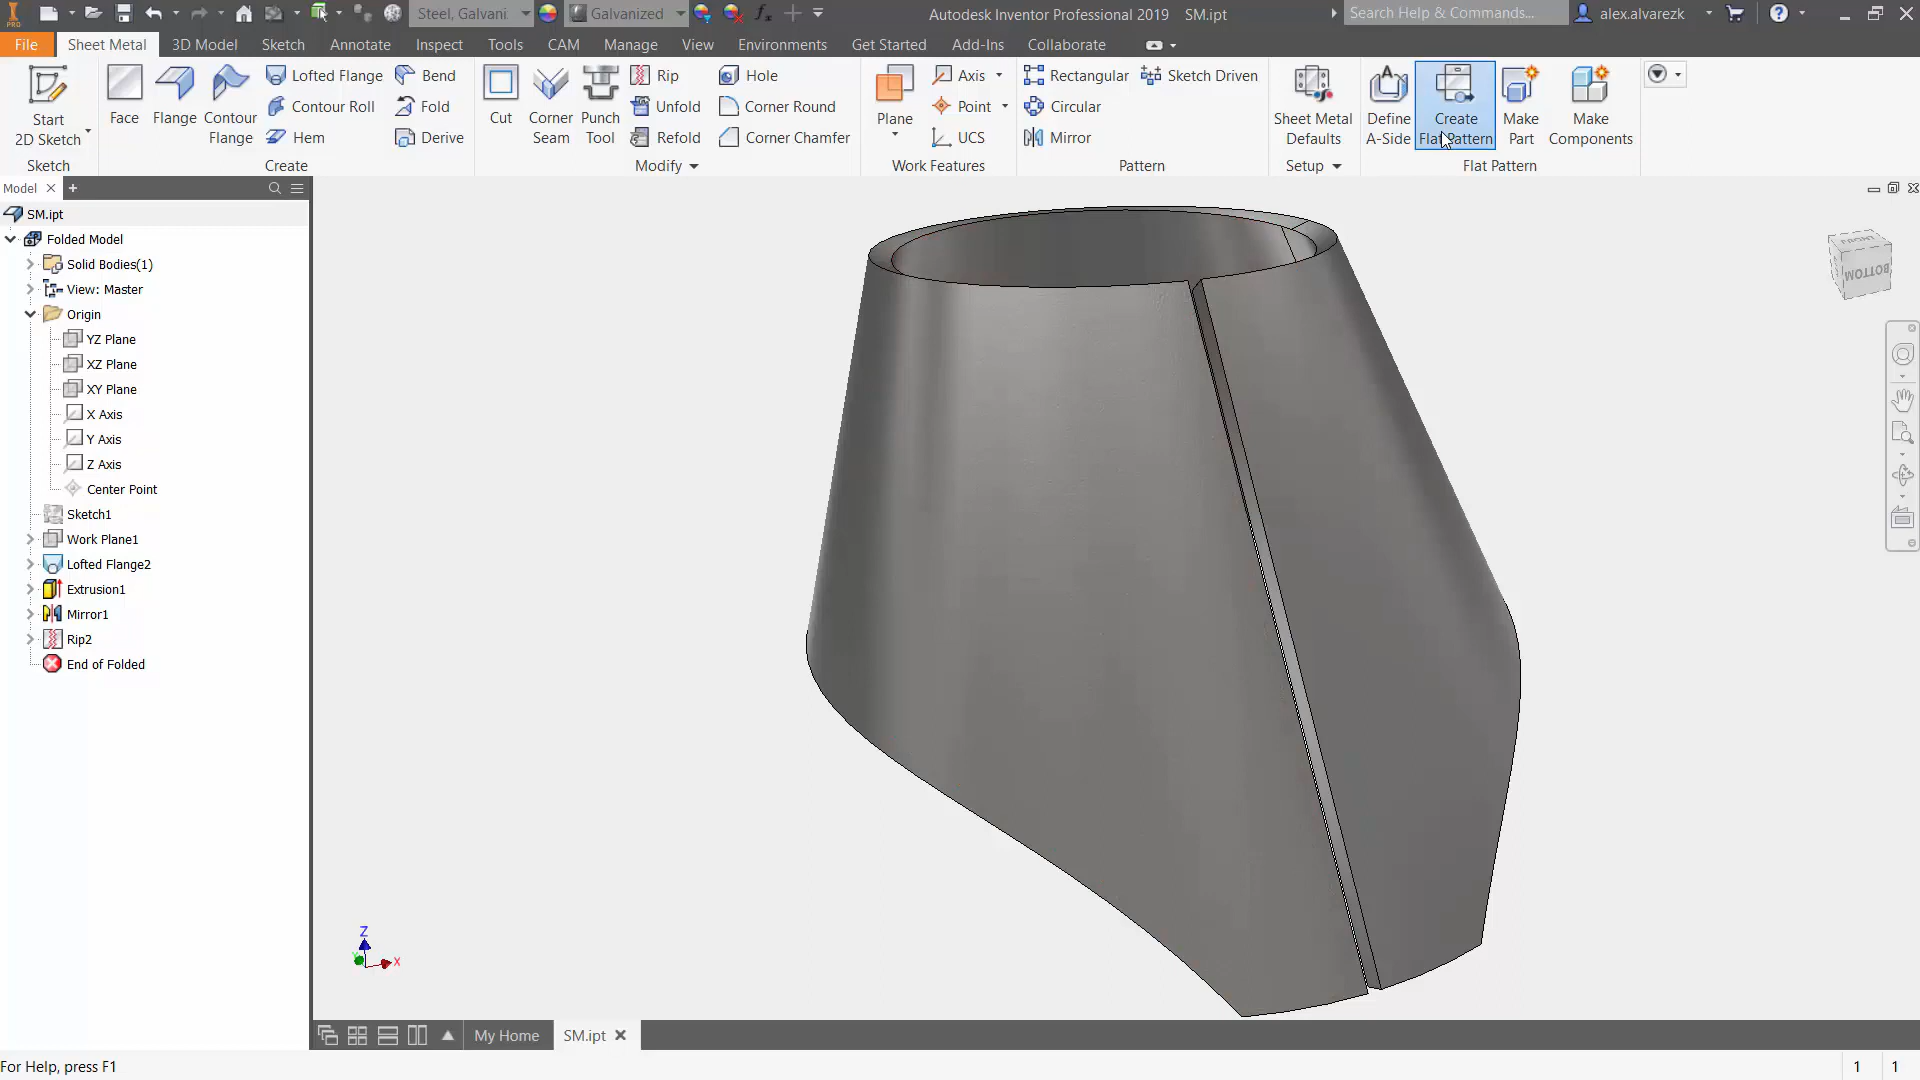 PRO
Steel, Galvani
Galvanized
fx
Autodesk Inventor Professional 2019 SM.ipt
Search Help & Commands...
alex.alvarezk
File
Sheet Metal
3D Model
Sketch
Annotate
Inspect
Tools
CAM
Manage
View
Environments
Get Started
Add-Ins
Collaborate
Start
2D Sketch
Sketch
Face
Flange
Contour
Flange
Lofted Flange
Contour Roll
Hem
Bend
Fold
Derive
Create
Cut
Corner
Seam
Punch
Tool
Rip
Unfold
Refold
Hole
Corner Round
Corner Chamfer
Modify
Plane
Axis
Point
UCS
Work Features
Rectangular
Circular
Mirror
Sketch Driven
Pattern
Sheet Metal
Defaults
Setup
Define
A-Side
Create
Flat Pattern
Make
Part
Make
Components
Flat Pattern
Model
SM.ipt
Folded Model
Solid Bodies(1)
View: Master
Origin
YZ Plane
XZ Plane
XY Plane
X Axis
Y Axis
Z Axis
Center Point
Sketch1
Work Plane1
Lofted Flange2
Extrusion1
Mirror1
Rip2
End of Folded
FRONT
BOTTOM
Z
Y
X
My Home
SM.ipt
For Help, press F1
1 1